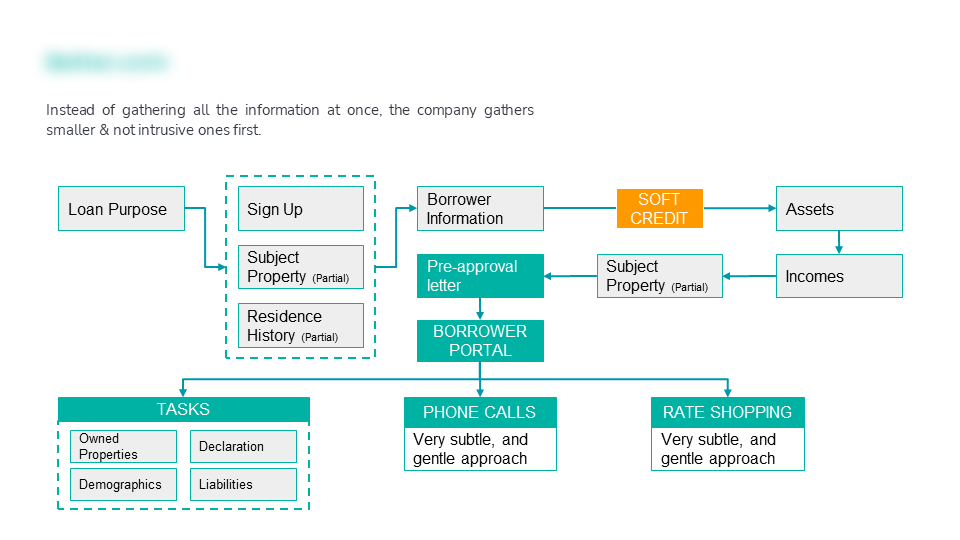 Instead of gathering all the information at once, the company gathers
smaller & not intrusive ones first.
Loan Purpose
Sign Up
Subject
Property (Partial)
Residence
History (Partial)
Borrower
Information
SOFT
CREDIT
Assets
Incomes
Subject
Property (Partial)
Pre-approval
letter
BORROWER
PORTAL
TASKS
Owned
Properties
Declaration
Demographics
Liabilities
PHONE CALLS
Very subtle, and
gentle approach
RATE SHOPPING
Very subtle, and
gentle approach